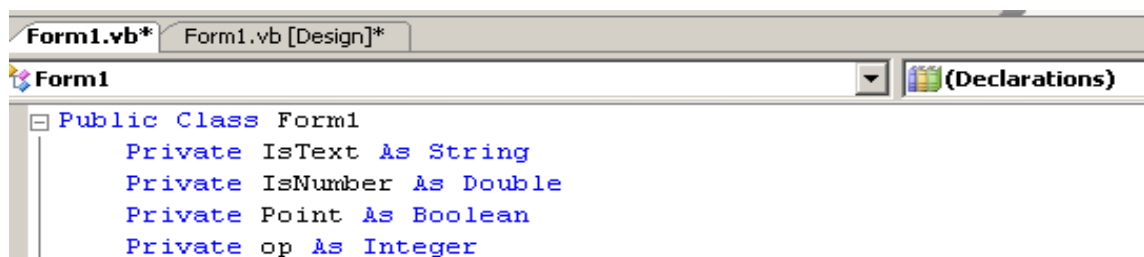 Form1.vb* Form1.vb [Design]*
Form1 (Declarations)
Public Class Form1
Private IsText As String
Private IsNumber As Double
Private Point As Boolean
Private op As Integer